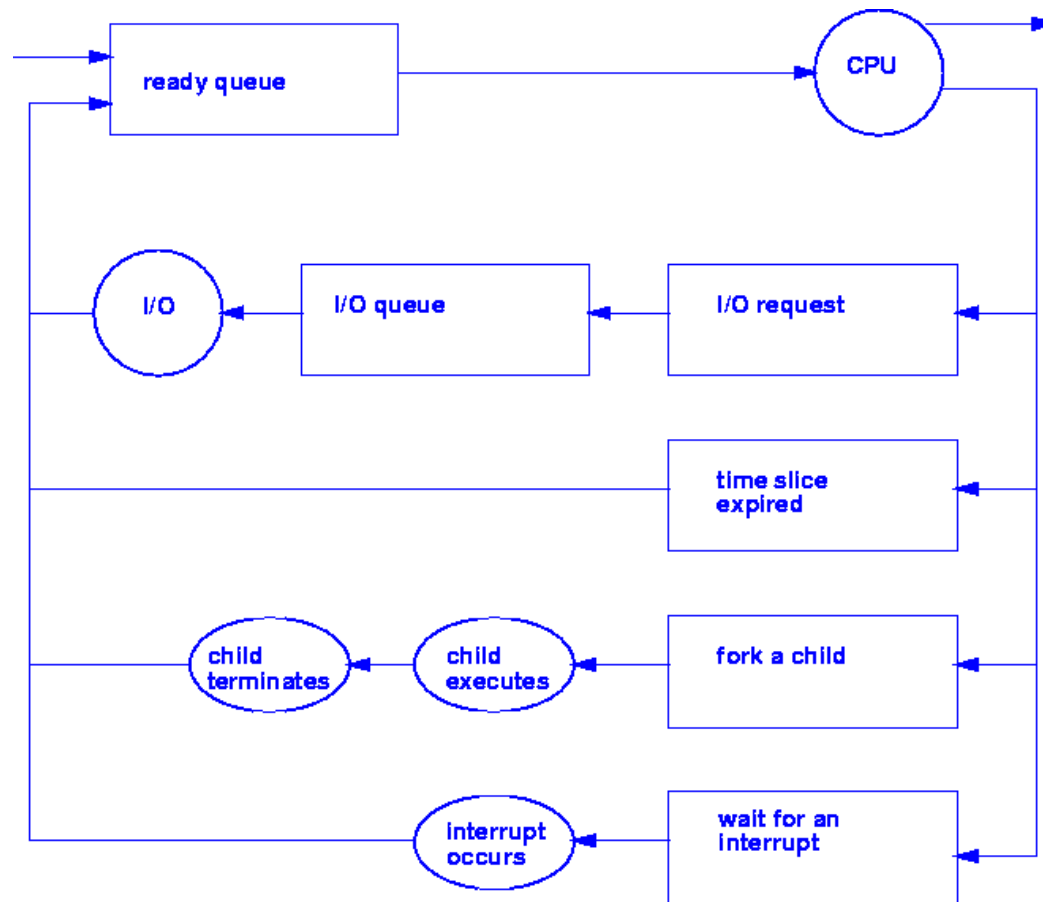 ready queue
CPU
I/O
I/O queue
I/O request
time slice
expired
child
terminates
child
executes
fork a child
interrupt
occurs
wait for an
interrupt